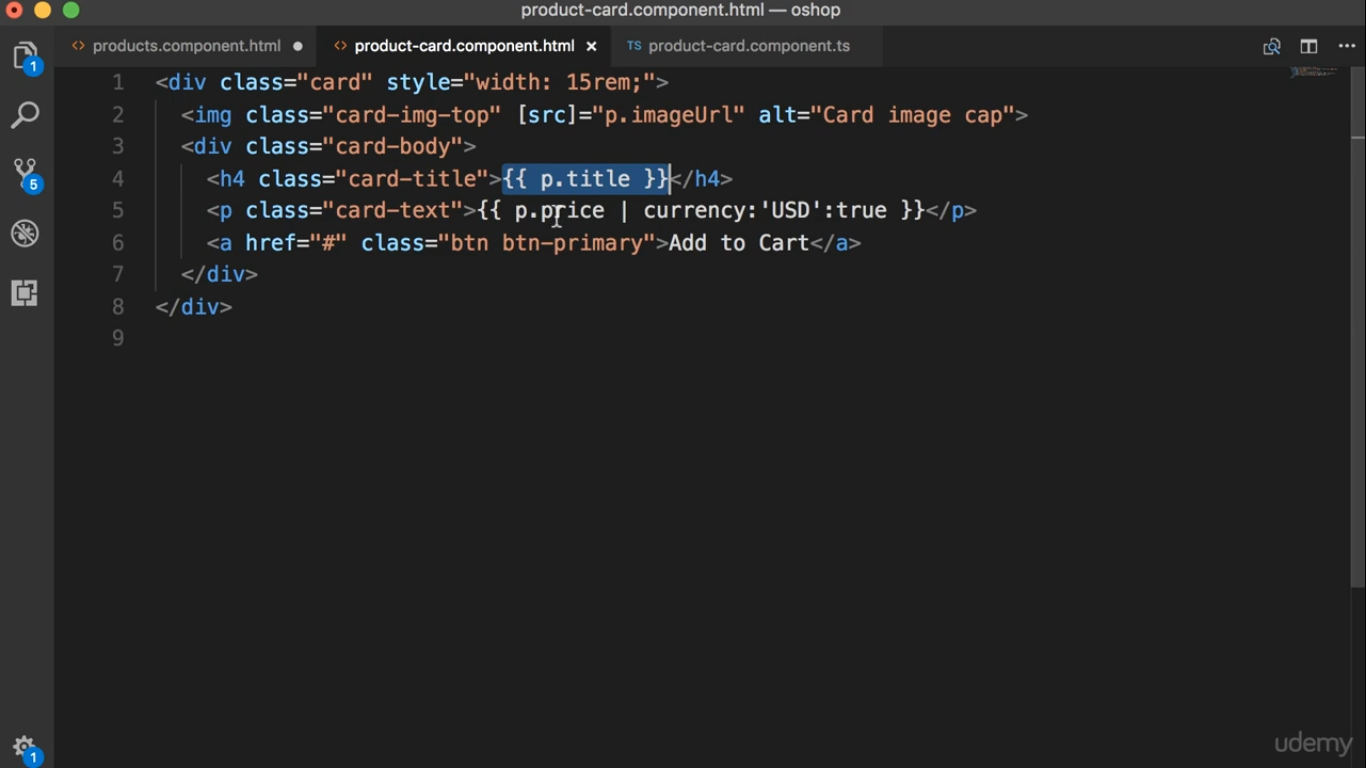 product-card.component.html — oshop
products.component.html
product-card.component.html
TS product-card.component.ts
1 <div class="card" style="width: 15rem;">
2 <img class="card-img-top" [src]="p.imageUrl" alt="Card image cap">
3 <div class="card-body">
4 <h4 class="card-title">{{ p.title }}</h4>
5 <p class="card-text">{{ p.price | currency:'USD':true }}</p>
6 <a href="#" class="btn btn-primary">Add to Cart</a>
7 </div>
8 </div>
9
1
5
1
udemy